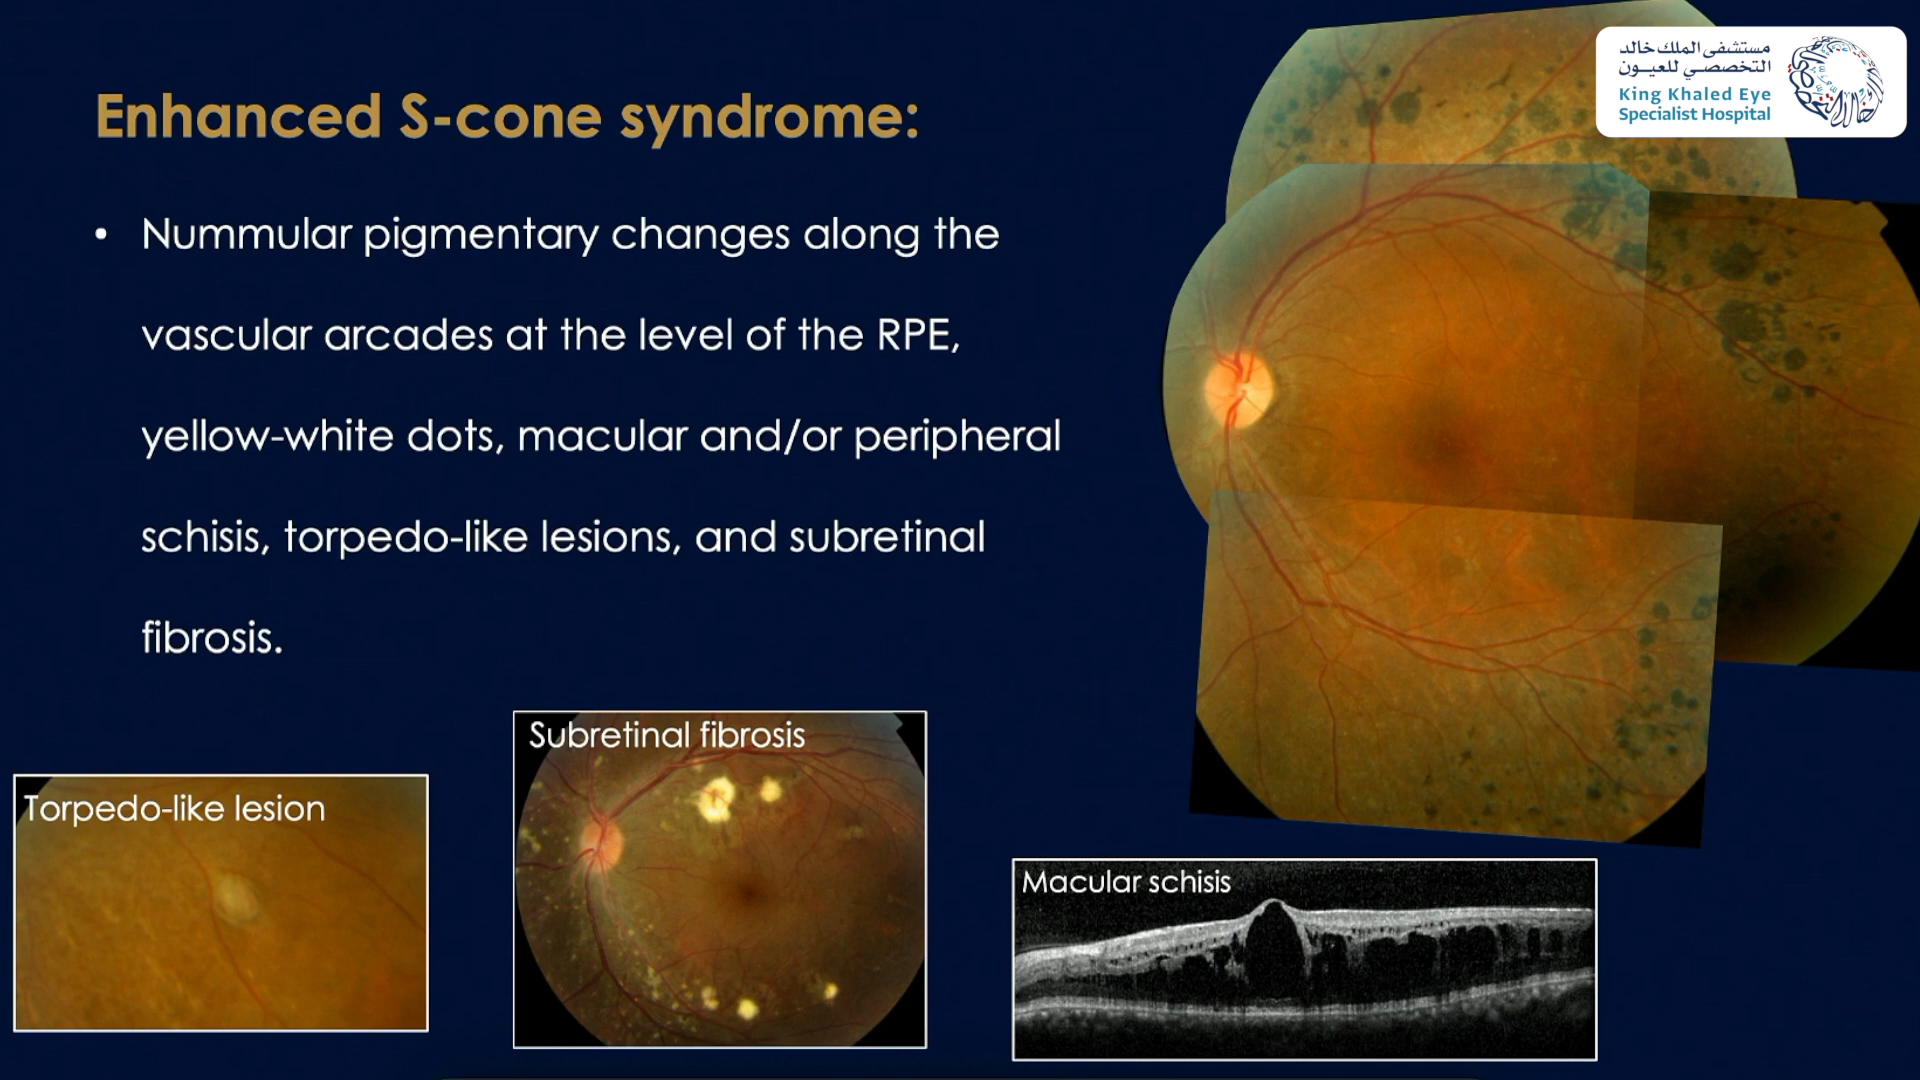 Enhanced S-cone syndrome:
• Nummular pigmentary changes along the
vascular arcades at the level of the RPE,
yellow-white dots, macular and/or peripheral
schisis, torpedo-like lesions, and subretinal
fibrosis.
مستشفى الملك خالد
التخصصي للعيون
King Khaled Eye
Specialist Hospital
Torpedo-like lesion
Subretinal fibrosis
Macular schisis